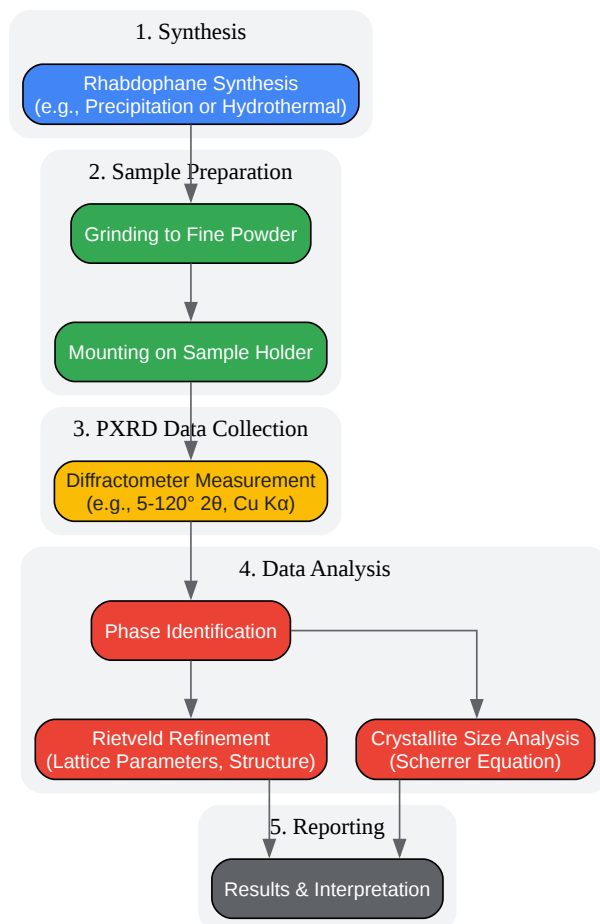 1. Synthesis
Rhabdophane Synthesis
(e.g., Precipitation or Hydrothermal)
2. Sample Preparation
Grinding to Fine Powder
Mounting on Sample Holder
3. PXRD Data Collection
Diffractometer Measurement
(e.g., 5-120° 2θ, Cu Kα)
4. Data Analysis
Phase Identification
Rietveld Refinement
(Lattice Parameters, Structure)
Crystallite Size Analysis
(Scherrer Equation)
5. Reporting
Results & Interpretation